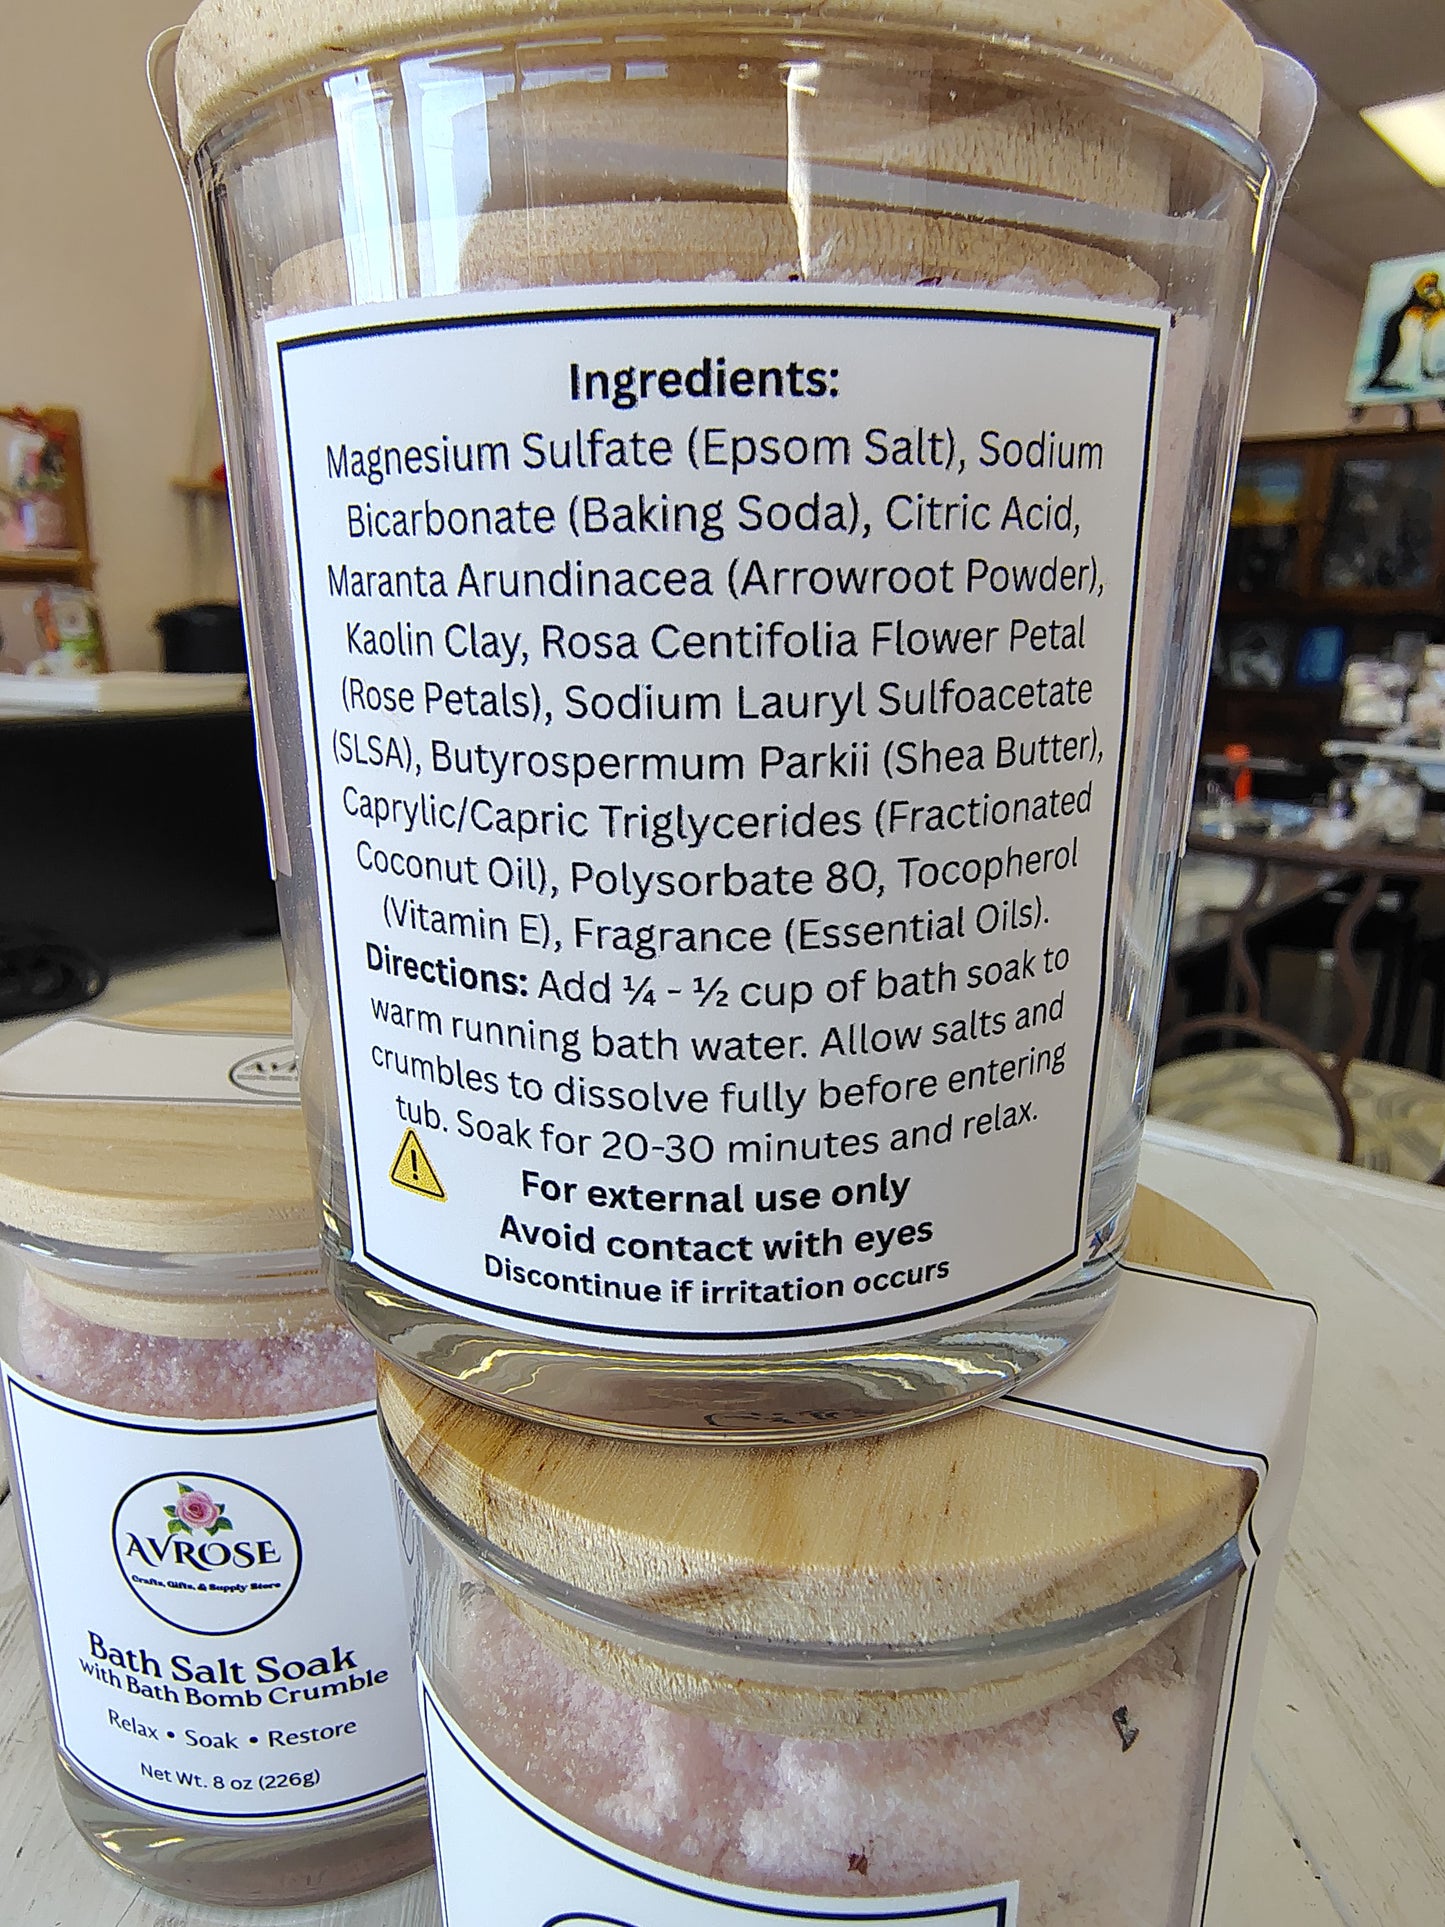 Ingredients:
Magnesium Sulfate (Epsom Salt), Sodium
Bicarbonate (Baking Soda), Citric Acid,
Maranta Arundinacea (Arrowroot Powder),
Kaolin Clay, Rosa Centifolia Flower Petal
(Rose Petals), Sodium Lauryl Sulfoacetate
(SLSA), Butyrospermum Parkii (Shea Butter),
Caprylic/Capric Triglycerides (Fractionated
Coconut Oil), Polysorbate 80, Tocopherol
(Vitamin E), Fragrance (Essential Oils).
Directions: Add ¼ - ½ cup of bath soak to
warm running bath water. Allow salts and
crumbles to dissolve fully before entering
tub. Soak for 20-30 minutes and relax.
For external use only
Avoid contact with eyes
Discontinue if irritation occurs
AVROSE
Crafts, Gifts, & Supply Store
Bath Salt Soak
with Bath Bomb Crumble
Relax • Soak • Restore
Net Wt. 8 oz (226g)